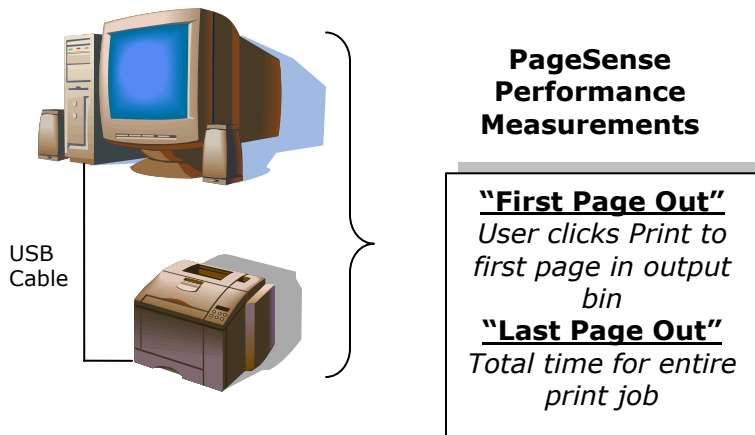 PageSense
Performance
Measurements
USB
Cable
“First Page Out”
User clicks Print to
first page in output
bin
“Last Page Out”
Total time for entire
print job